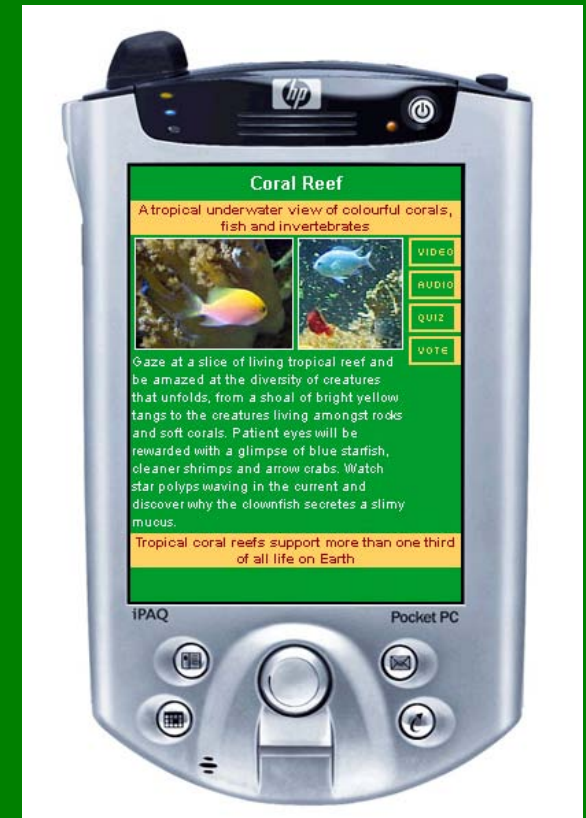 hp
Coral Reef
A tropical underwater view of colourful corals,
fish and invertebrates
VIDEO
AUDIO
QUIZ
VOTE
Gaze at a slice of living tropical reef and
be amazed at the diversity of creatures
that unfolds, from a shoal of bright yellow
tangs to the creatures living amongst rocks
and soft corals. Patient eyes will be
rewarded with a glimpse of blue starfish,
cleaner shrimps and arrow crabs. Watch
star polyps waving in the current and
discover why the clownfish secretes a slimy
mucus.
Tropical coral reefs support more than one third
of all life on Earth
iPAQ
Pocket PC